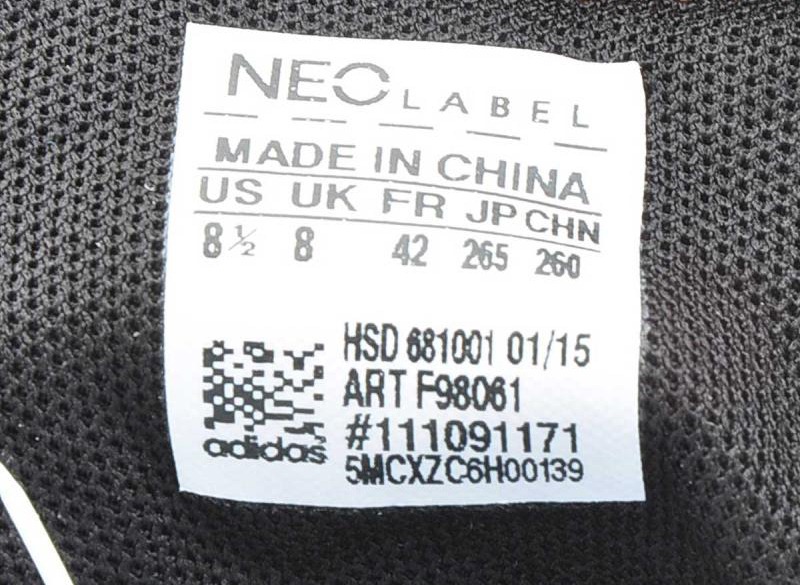 NEO LABEL
MADE IN CHINA
US UK FR JP CHN
8½ 8 42 265 260
HSD 681001 01/15
ART F98061
#111091171
adidas
5MCXZC6H00139